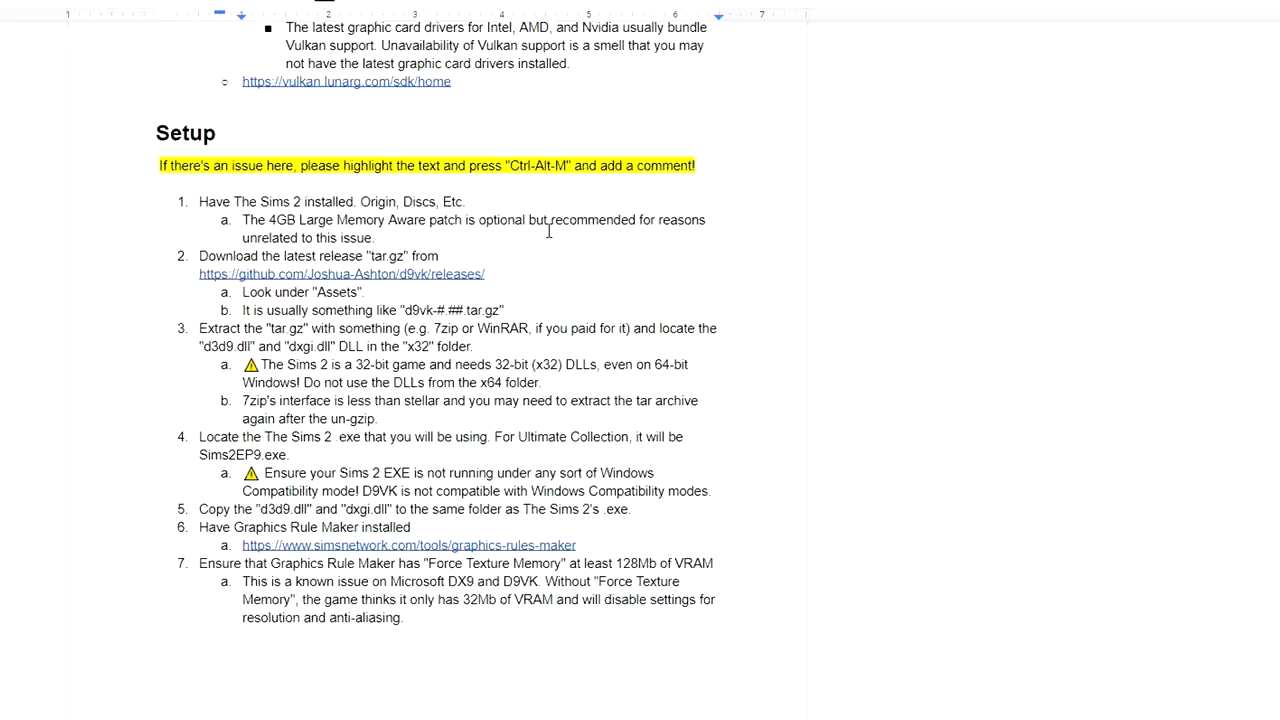 1 1 2 3 4 5 6 7
■ The latest graphic card drivers for Intel, AMD, and Nvidia usually bundle
Vulkan support. Unavailability of Vulkan support is a smell that you may
not have the latest graphic card drivers installed.
○ https://vulkan.lunarg.com/sdk/home
Setup
If there's an issue here, please highlight the text and press "Ctrl-Alt-M" and add a comment!
1. Have The Sims 2 installed. Origin, Discs, Etc.
a. The 4GB Large Memory Aware patch is optional but recommended for reasons
unrelated to this issue.
2. Download the latest release "tar.gz" from
https://github.com/Joshua-Ashton/d9vk/releases/
a. Look under "Assets".
b. It is usually something like "d9vk-#.##.tar.gz"
3. Extract the "tar.gz" with something (e.g. 7zip or WinRAR, if you paid for it) and locate the
"d3d9.dll" and "dxgi.dll" DLL in the "x32" folder.
a. ⚠ The Sims 2 is a 32-bit game and needs 32-bit (x32) DLLs, even on 64-bit
Windows! Do not use the DLLs from the x64 folder.
b. 7zip's interface is less than stellar and you may need to extract the tar archive
again after the un-gzip.
4. Locate the The Sims 2 .exe that you will be using. For Ultimate Collection, it will be
Sims2EP9.exe.
a. ⚠ Ensure your Sims 2 EXE is not running under any sort of Windows
Compatibility mode! D9VK is not compatible with Windows Compatibility modes.
5. Copy the "d3d9.dll" and "dxgi.dll" to the same folder as The Sims 2's .exe.
6. Have Graphics Rule Maker installed
a. https://www.simsnetwork.com/tools/graphics-rules-maker
7. Ensure that Graphics Rule Maker has "Force Texture Memory" at least 128Mb of VRAM
a. This is a known issue on Microsoft DX9 and D9VK. Without "Force Texture
Memory", the game thinks it only has 32Mb of VRAM and will disable settings for
resolution and anti-aliasing.